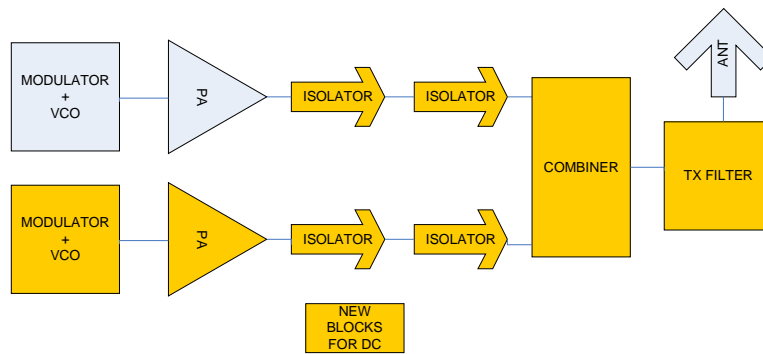 MODULATOR
+
VCO
PA
ISOLATOR
ISOLATOR
COMBINER
TX FILTER
ANT
MODULATOR
+
VCO
PA
ISOLATOR
ISOLATOR
NEW
BLOCKS
FOR DC